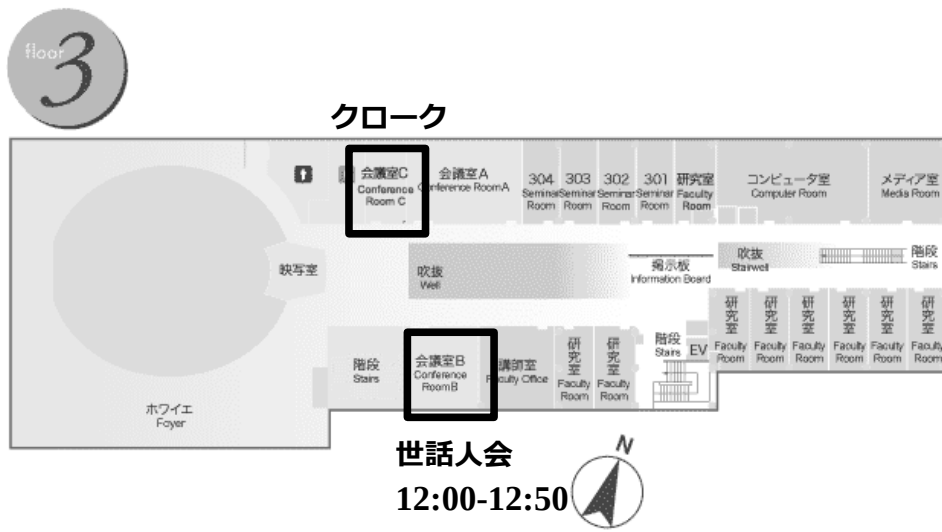 floor
3
クローク
会議室C
Conference
Room C
会議室A
Conference RoomA
304
Seminar
Room
303
Seminar
Room
302
Seminar
Room
301
Seminar
Room
研究室
Faculty
Room
コンピュータ室
Computer Room
メディア室
Media Room
映写室
吹抜
Well
掲示板
Information Board
吹抜
Stairwell
階段
Stairs
階段
Stairs
会議室B
Conference
RoomB
講師室
Faculty Office
研究室
Faculty
Room
研究室
Faculty
Room
階段
Stairs
EV
研究室
Faculty
Room
研究室
Faculty
Room
研究室
Faculty
Room
研究室
Faculty
Room
研究室
Faculty
Room
研究室
Faculty
Room
ホワイエ
Foyer
世話人会
12:00-12:50
N